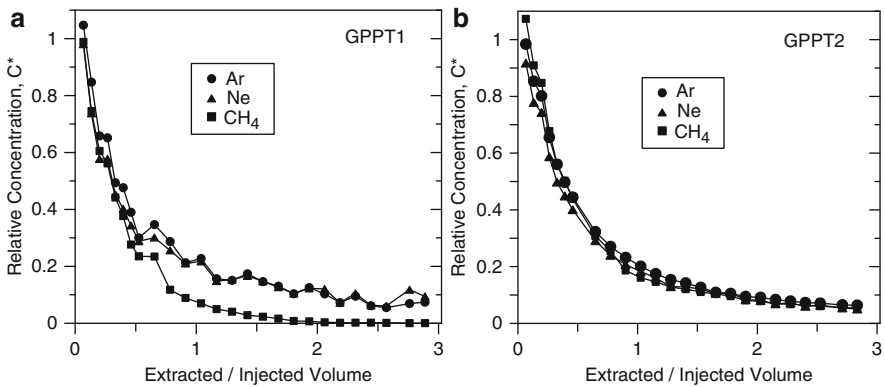 a
GPPT1
Relative Concentration, C*
1
0.8
0.6
0.4
0.2
0
Ar
Ne
CH₄
0 1 2 3
Extracted / Injected Volume
b
GPPT2
Relative Concentration, C*
1
0.8
0.6
0.4
0.2
0
Ar
Ne
CH₄
0 1 2 3
Extracted / Injected Volume